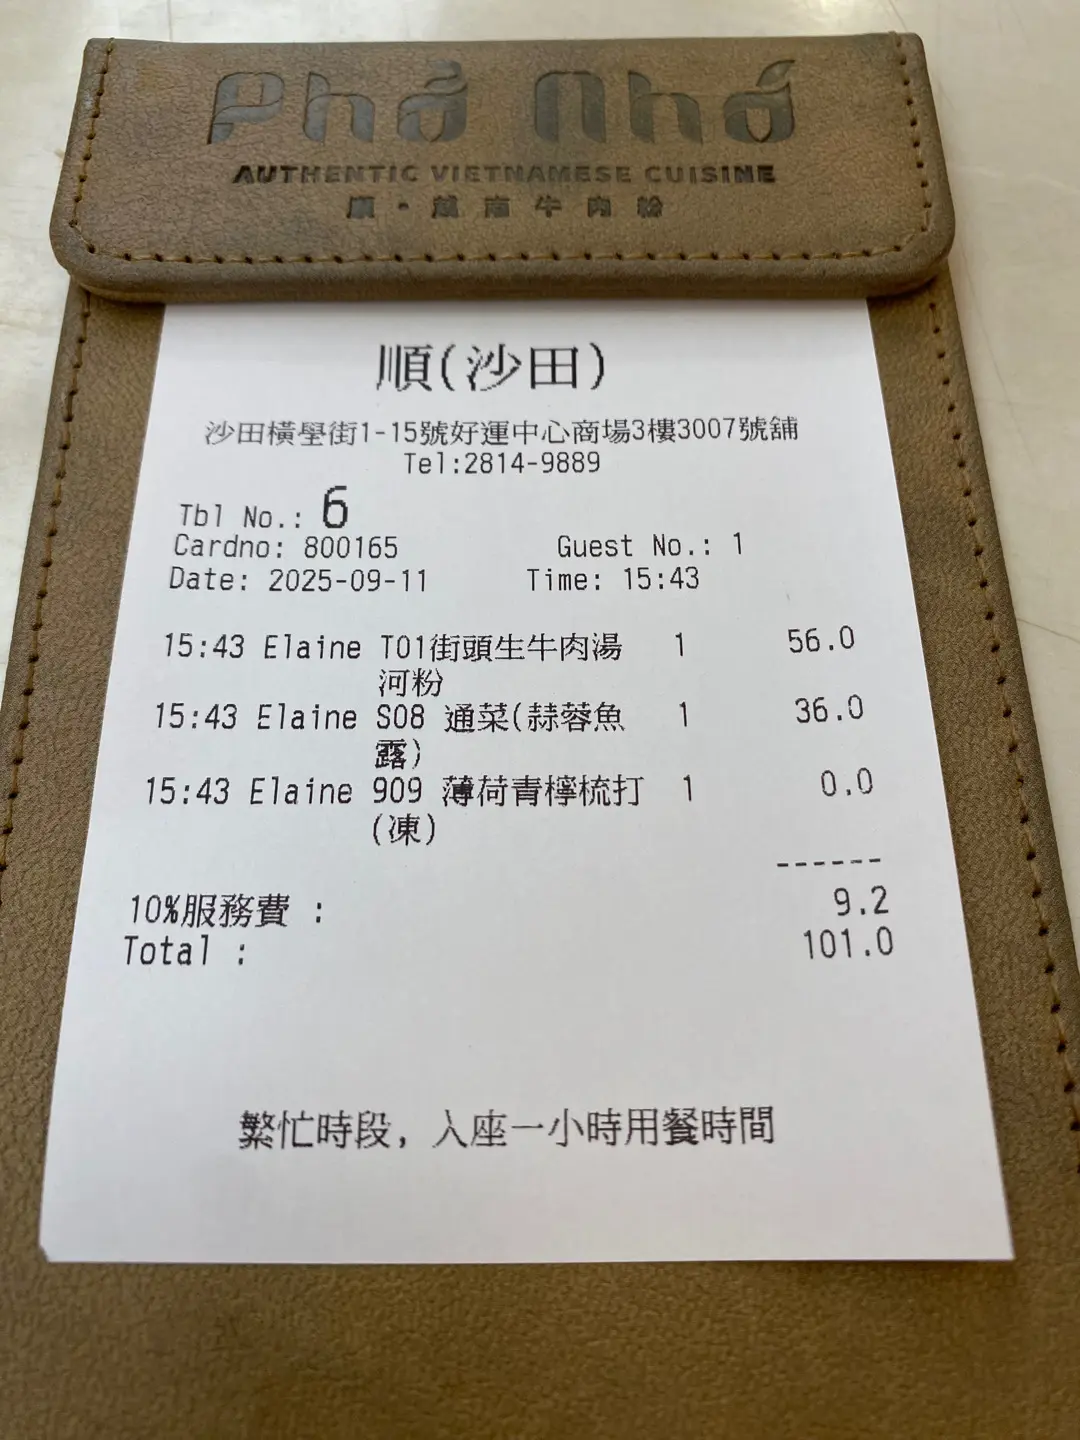 Phở Nhớ
AUTHENTIC VIETNAMESE CUISINE
順・越南牛肉粉
順(沙田)
沙田橫壆街1-15號好運中心商場3樓3007號舖
Tel:2814-9889
Tbl No.: 6
Cardno: 800165 Guest No.: 1
Date: 2025-09-11 Time: 15:43
15:43 Elaine T01街頭生牛肉湯 1 56.0
河粉
15:43 Elaine S08 通菜(蒜蓉魚 1 36.0
露)
15:43 Elaine 909 薄荷青檸梳打 1 0.0
(凍)
------
10%服務費 : 9.2
Total : 101.0
繁忙時段, 入座一小時用餐時間